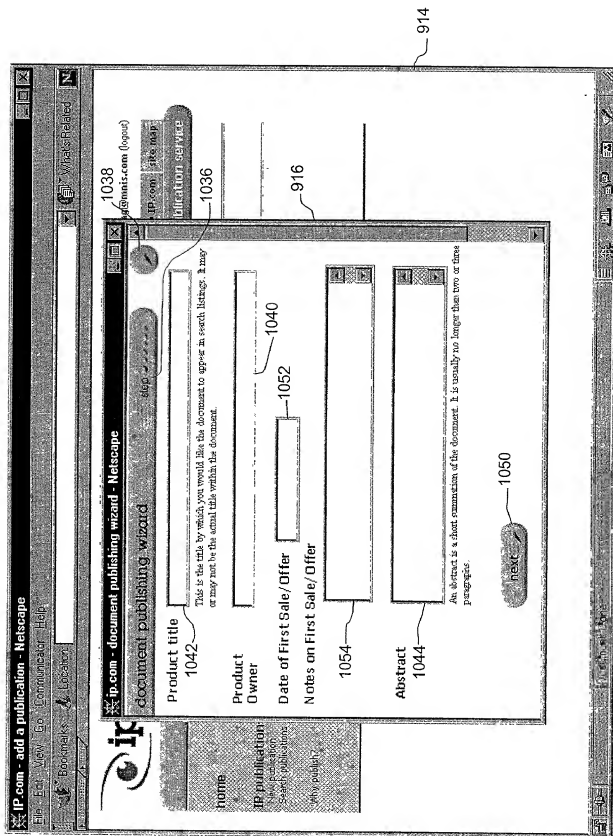 IP.com - add a publication - Netscape
File Edit View Go Communicator Help
Bookmarks Location
What's Related
N
ip
g@mnis.com (logout)
IP.com site map
publication service
home
IP publication
Search publications
Why publish?
ip.com - document publishing wizard - Netscape
document publishing wizard
step
1038
1036
Product title
1042
This is the title by which you would like the document to appear in search listings. It may
or may not be the actual title within the document.
Product
Owner
1040
Date of First Sale/Offer
1052
Notes on First Sale/Offer
1054
Abstract
1044
An abstract is a short summation of the document. It is usually no longer than two or three
paragraphs.
next
1050
916
914